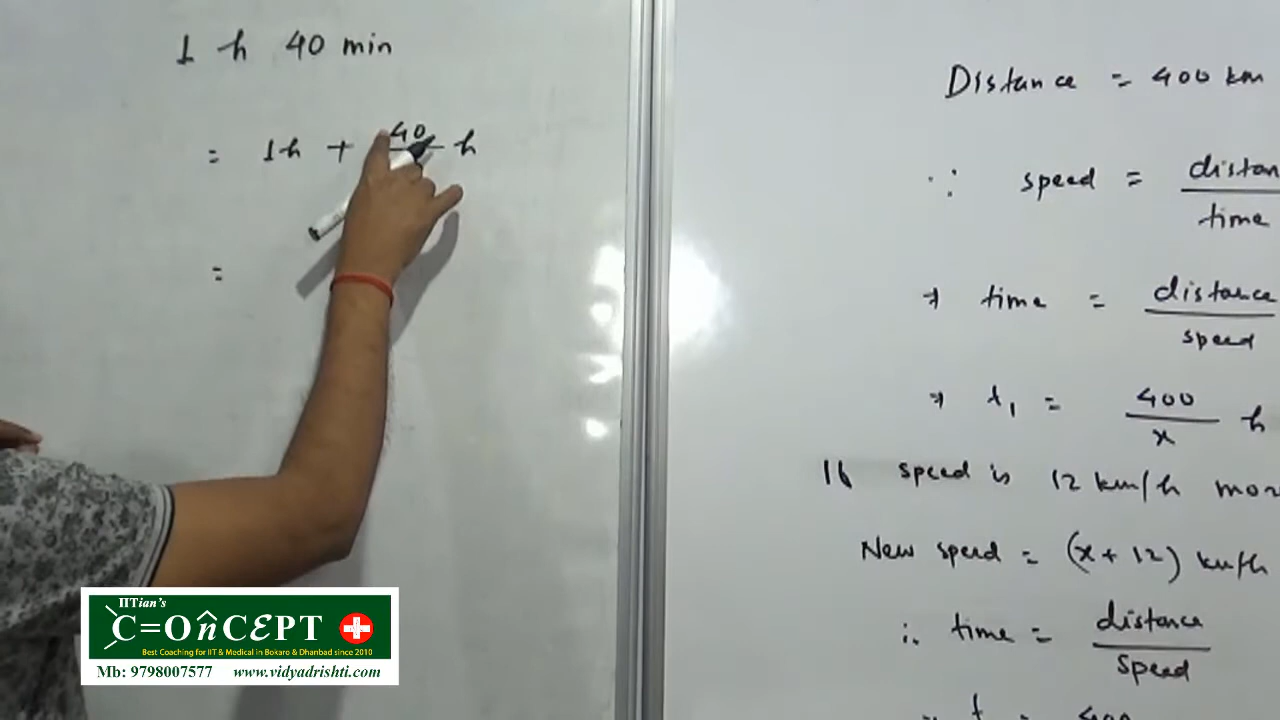 1 h 40 min
= 1h + 40 h
=
Distance = 400 km
∵ speed = distan
time
⇒ time = distance
speed
⇒ t₁ = 400 h
x
If speed is 12 km/h mor
New speed = (x + 12) km/h
∴ time = distance
speed
400
IITian's
C=OnCEPT
Best Coaching for IIT & Medical in Bokaro & Dhanbad since 2010
Mb: 9798007577 www.vidyadrishti.com